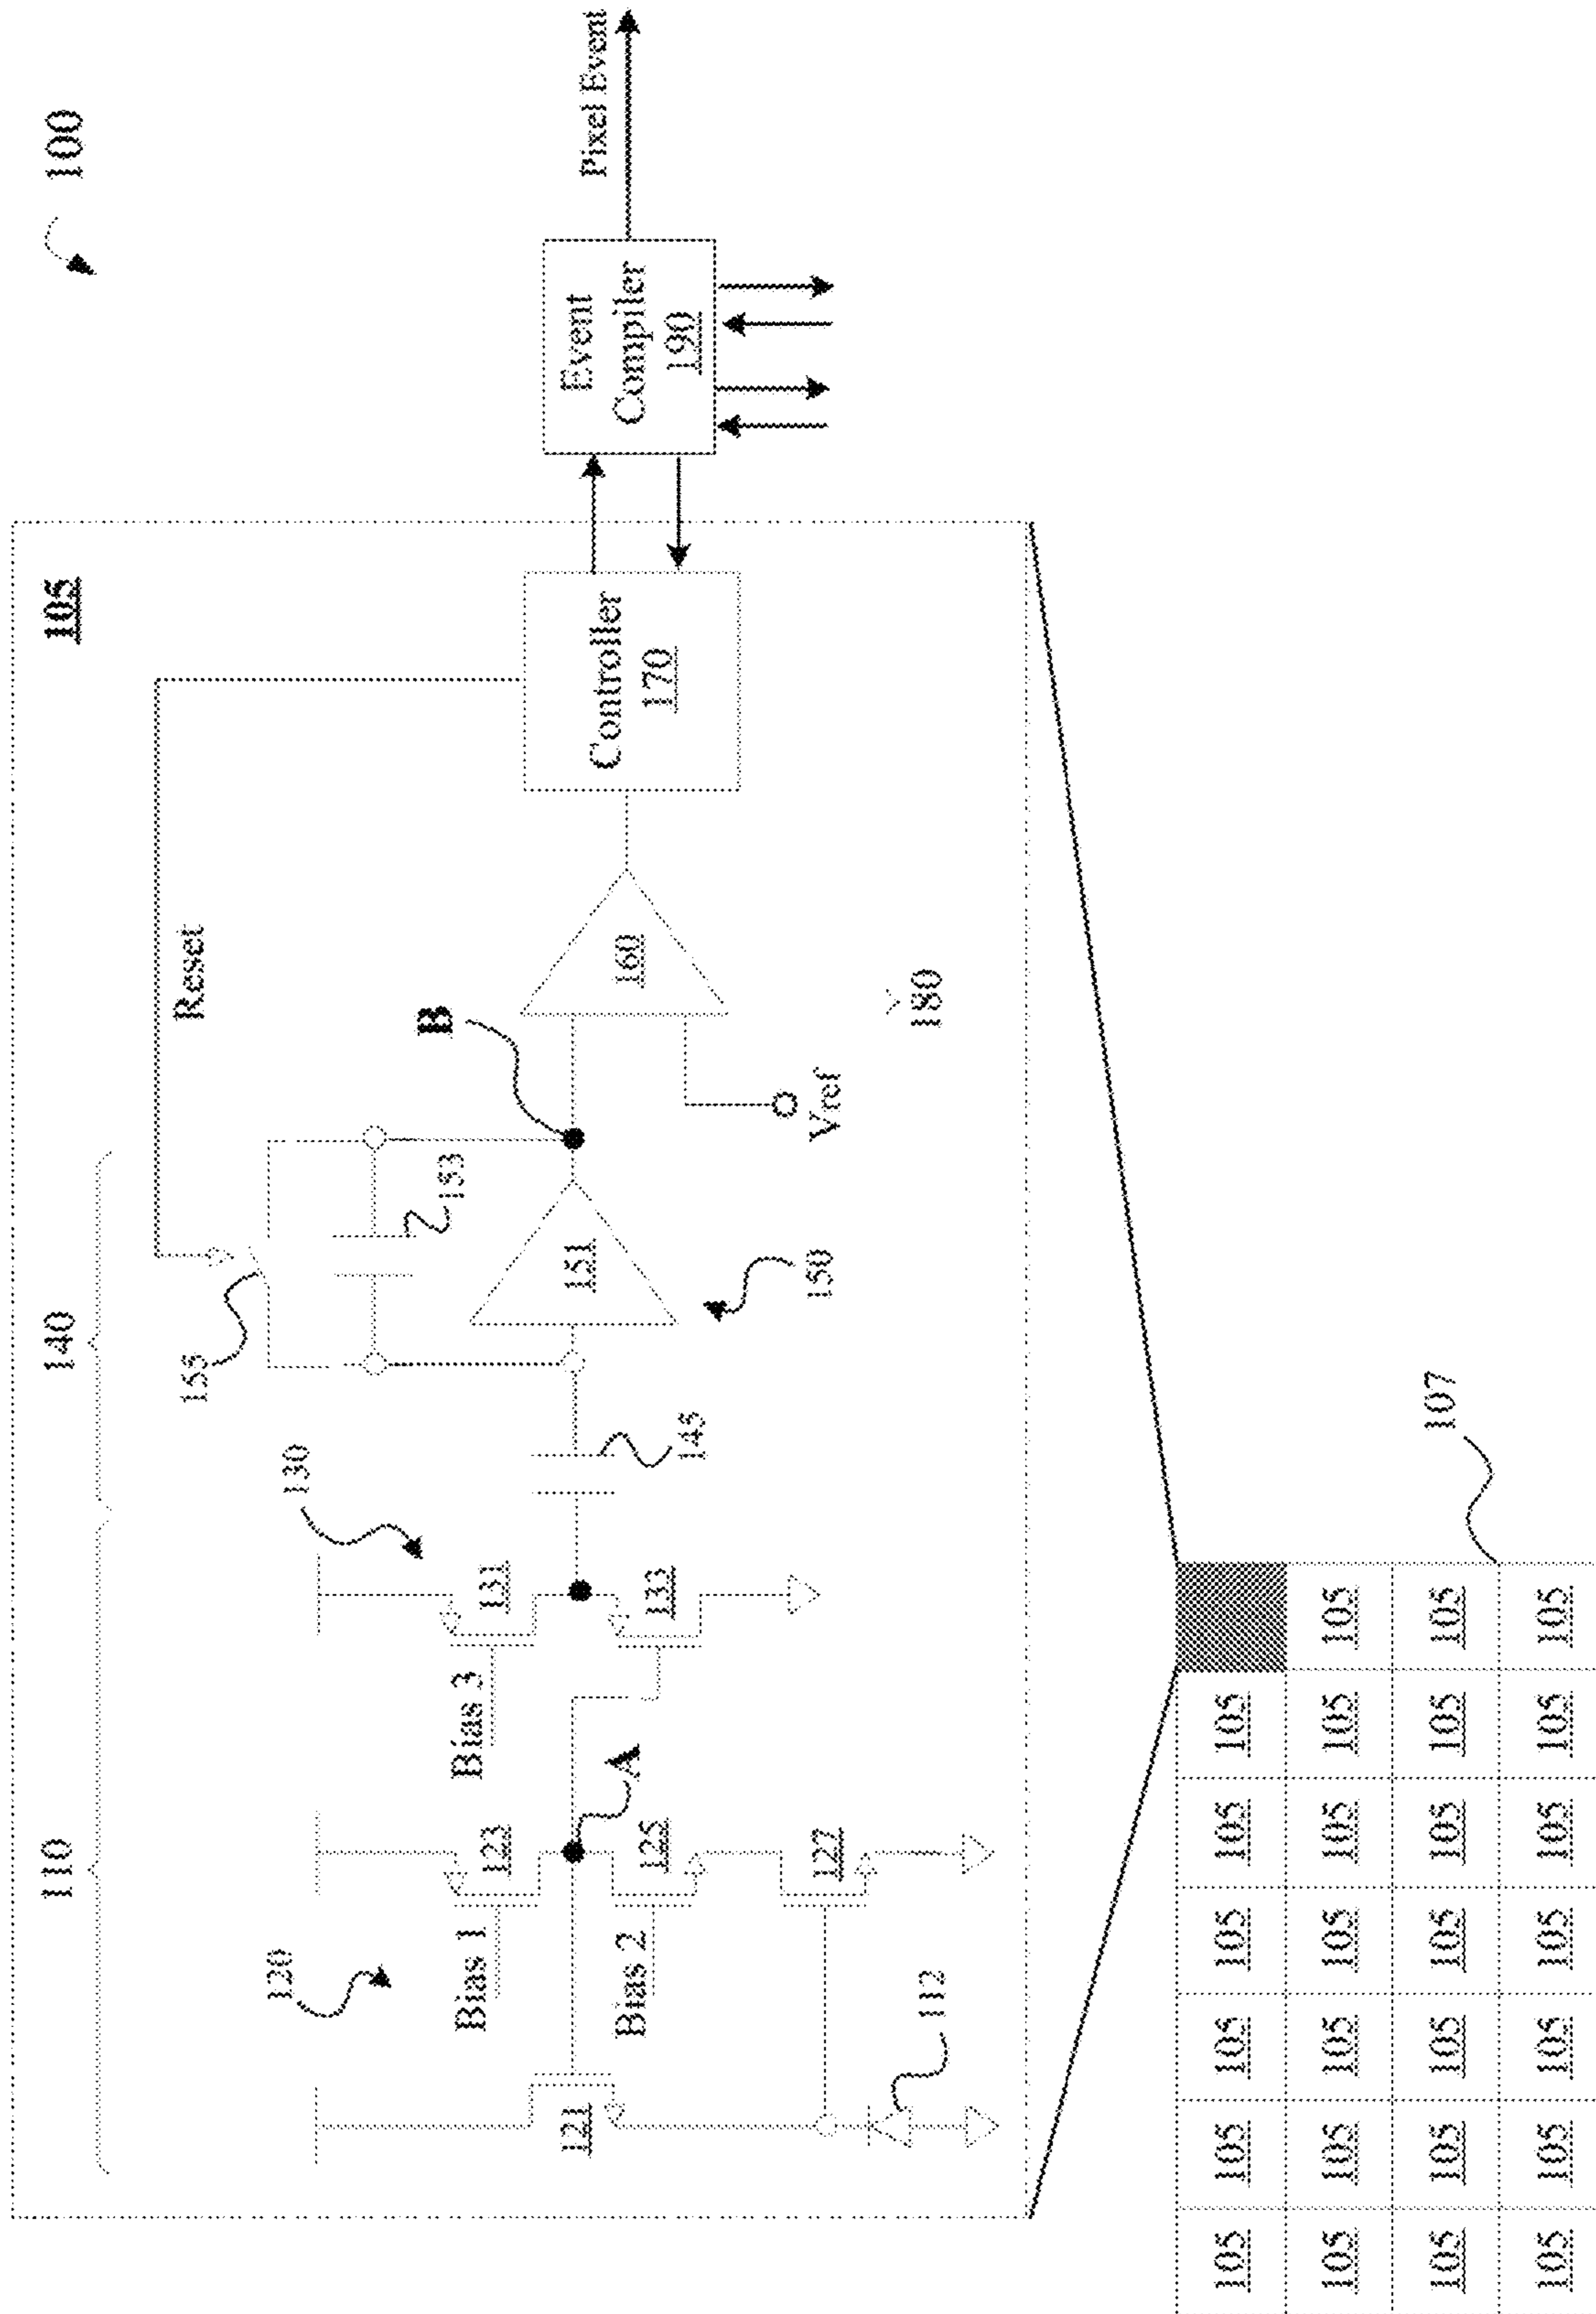 110
140
105
100
Reset
155
120
130
B
153
Bias 1
123
Bias 3
131
121
151
Pixel Event
Event
Compiler
190
Controller
170
160
A
Bias 2
125
133
145
127
150
Vref
112
180
105 105 105 105 105 105
105 105 105 105 105 105 105
107
105 105 105 105 105 105 105
105 105 105 105 105 105 105